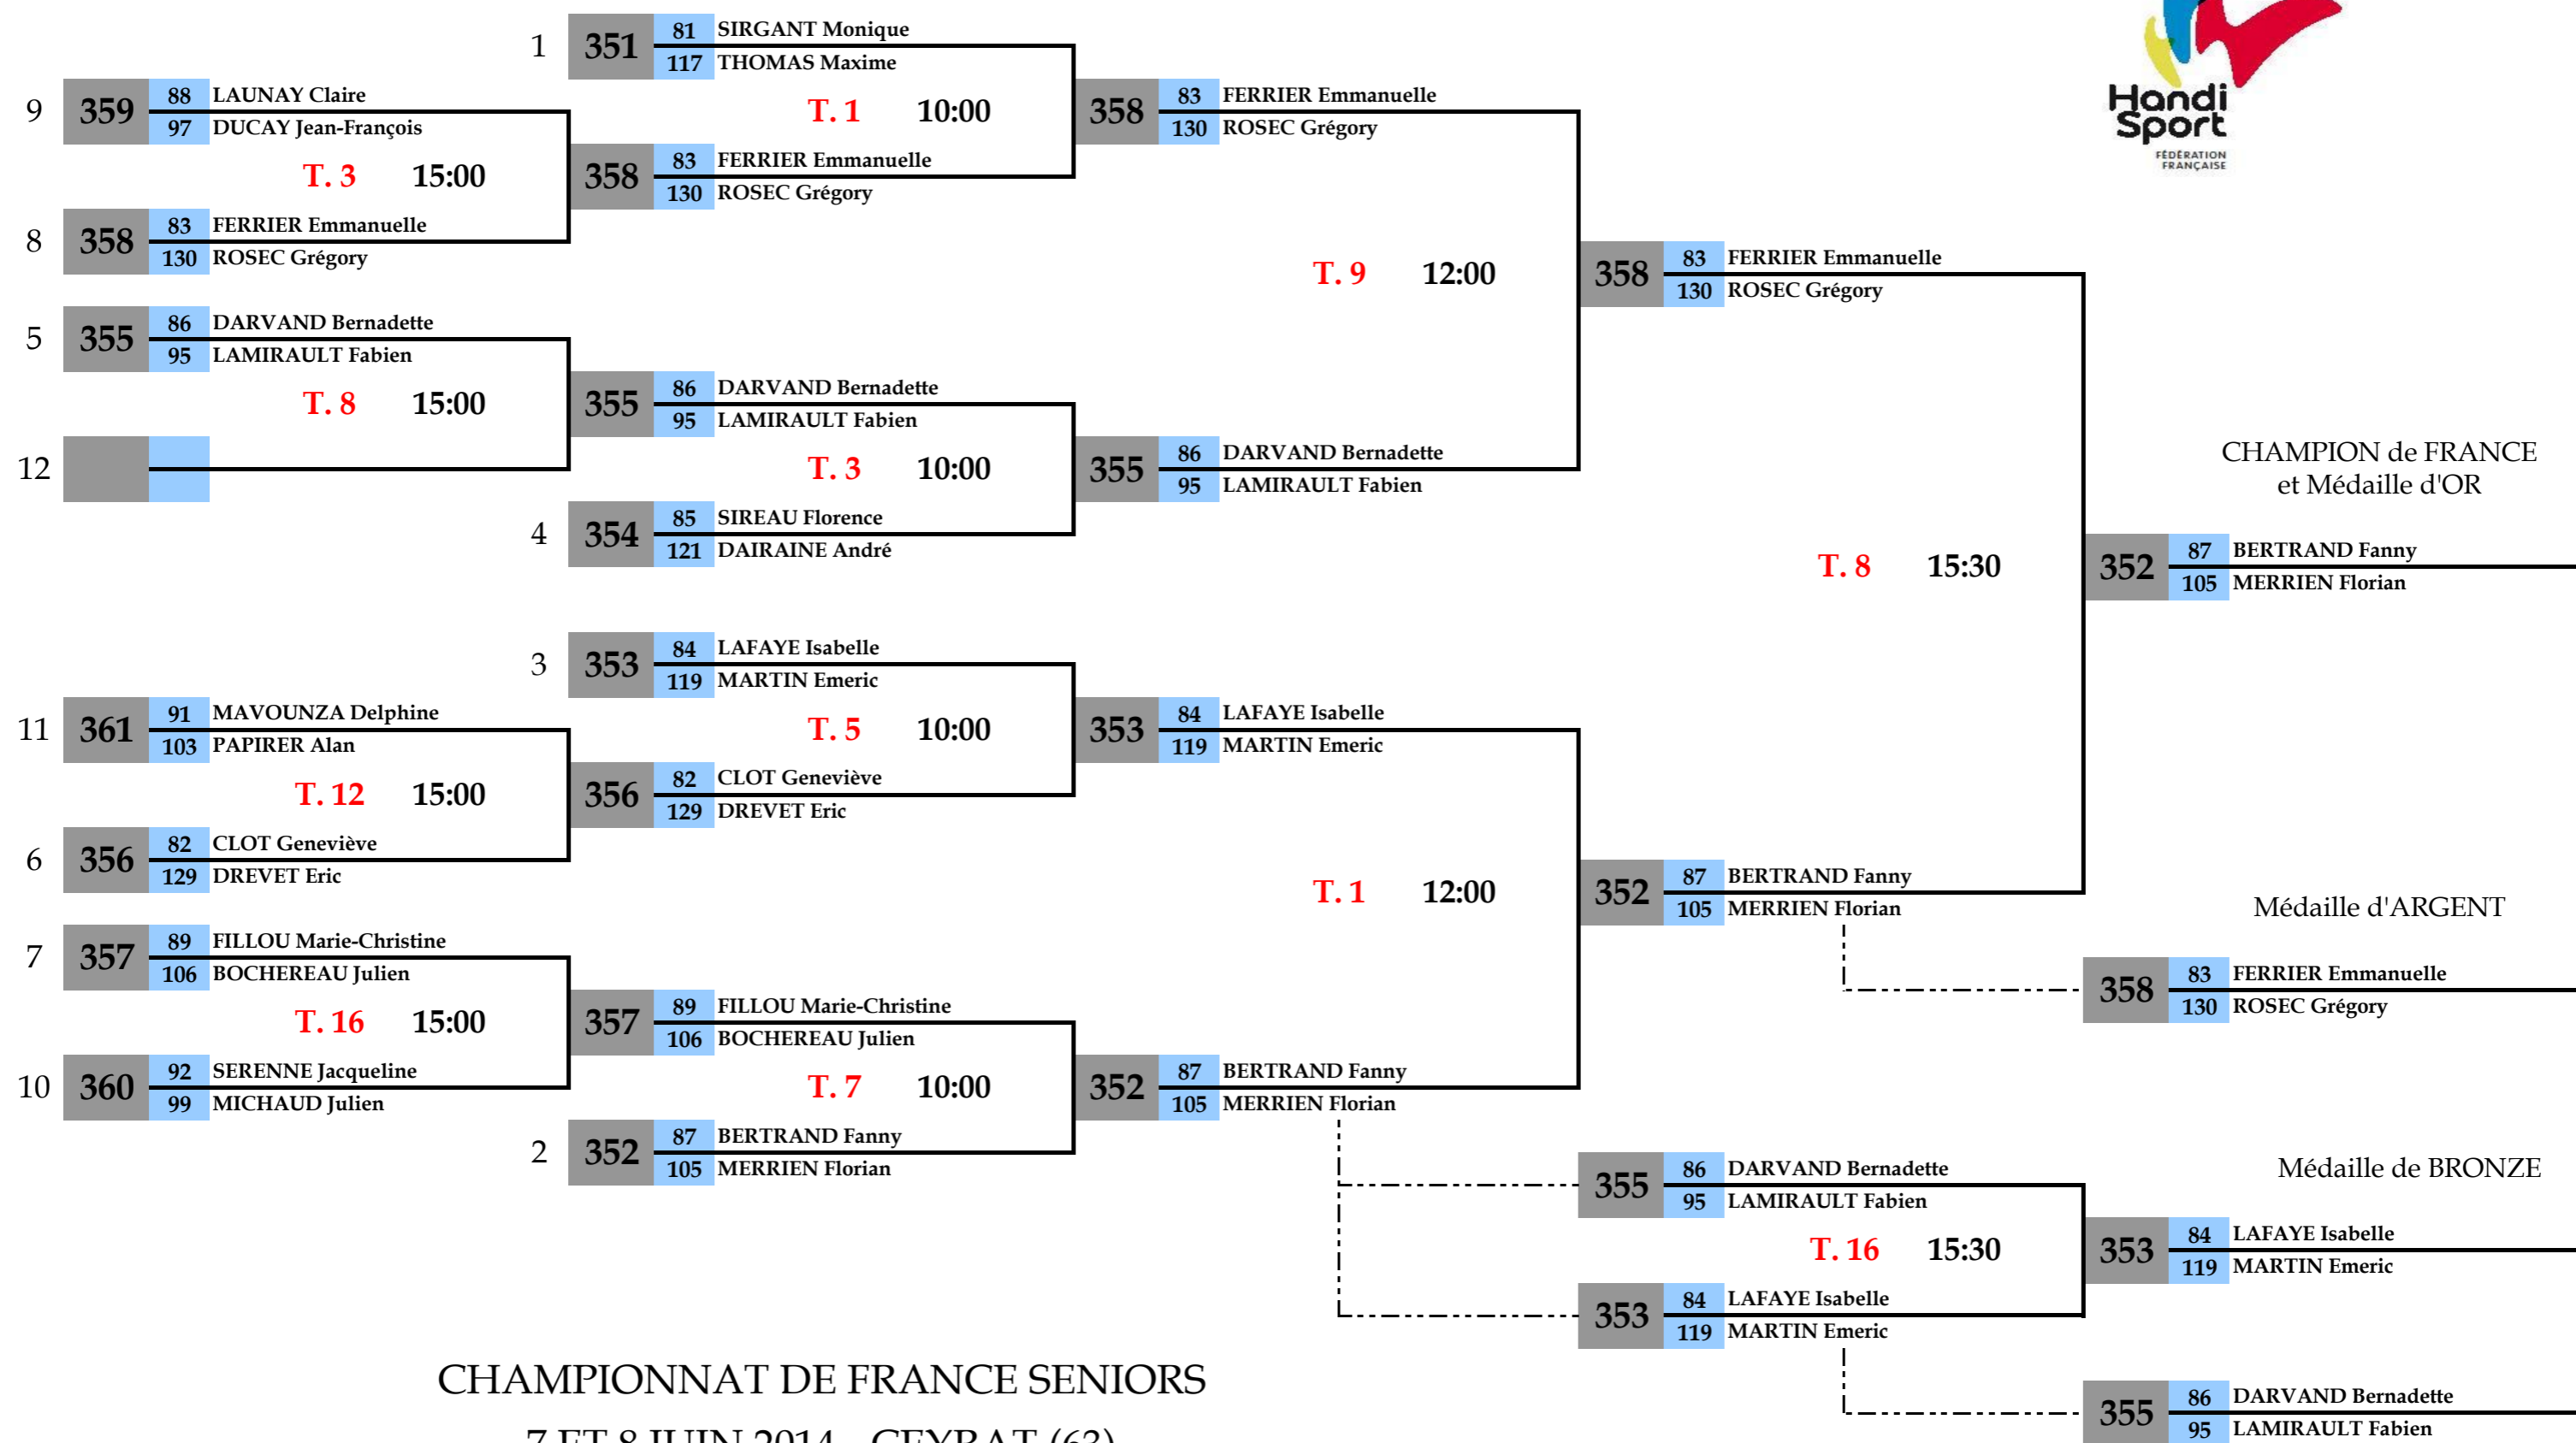 Handi
Sport
FÉDÉRATION
FRANÇAISE
9 359 88 LAUNAY Claire
97 DUCAY Jean-François
T. 3 15:00
8 358 83 FERRIER Emmanuelle
130 ROSEC Grégory
5 355 86 DARVAND Bernadette
95 LAMIRAULT Fabien
T. 8 15:00
12
11 361 91 MAVOUNZA Delphine
103 PAPIRER Alan
T. 12 15:00
6 356 82 CLOT Geneviève
129 DREVET Eric
7 357 89 FILLOU Marie-Christine
106 BOCHEREAU Julien
T. 16 15:00
10 360 92 SERENNE Jacqueline
99 MICHAUD Julien
1 351 81 SIRGANT Monique
117 THOMAS Maxime
T. 1 10:00
358 83 FERRIER Emmanuelle
130 ROSEC Grégory
355 86 DARVAND Bernadette
95 LAMIRAULT Fabien
T. 3 10:00
4 354 85 SIREAU Florence
121 DAIRAINE André
3 353 84 LAFAYE Isabelle
119 MARTIN Emeric
T. 5 10:00
356 82 CLOT Geneviève
129 DREVET Eric
357 89 FILLOU Marie-Christine
106 BOCHEREAU Julien
T. 7 10:00
2 352 87 BERTRAND Fanny
105 MERRIEN Florian
358 83 FERRIER Emmanuelle
130 ROSEC Grégory
T. 9 12:00
355 86 DARVAND Bernadette
95 LAMIRAULT Fabien
353 84 LAFAYE Isabelle
119 MARTIN Emeric
T. 1 12:00
352 87 BERTRAND Fanny
105 MERRIEN Florian
358 83 FERRIER Emmanuelle
130 ROSEC Grégory
T. 8 15:30
352 87 BERTRAND Fanny
105 MERRIEN Florian
355 86 DARVAND Bernadette
95 LAMIRAULT Fabien
T. 16 15:30
353 84 LAFAYE Isabelle
119 MARTIN Emeric
CHAMPION de FRANCE
et Médaille d'OR
352 87 BERTRAND Fanny
105 MERRIEN Florian
Médaille d'ARGENT
358 83 FERRIER Emmanuelle
130 ROSEC Grégory
Médaille de BRONZE
353 84 LAFAYE Isabelle
119 MARTIN Emeric
355 86 DARVAND Bernadette
95 LAMIRAULT Fabien
CHAMPIONNAT DE FRANCE SENIORS
7 ET 8 JUIN 2014 - CEYRAT (63)